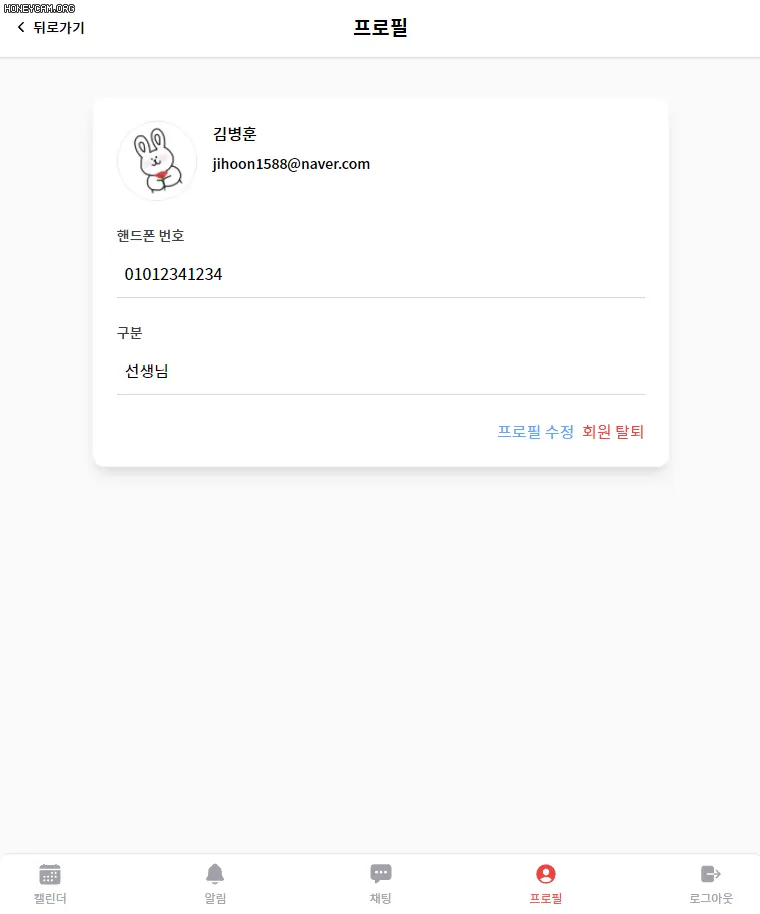 HONEYCAM.ORG
뒤로가기
프로필
김병훈
jihoon1588@naver.com
핸드폰 번호
01012341234
구분
선생님
프로필 수정 회원 탈퇴
캘린더 알림 채팅 프로필 로그아웃